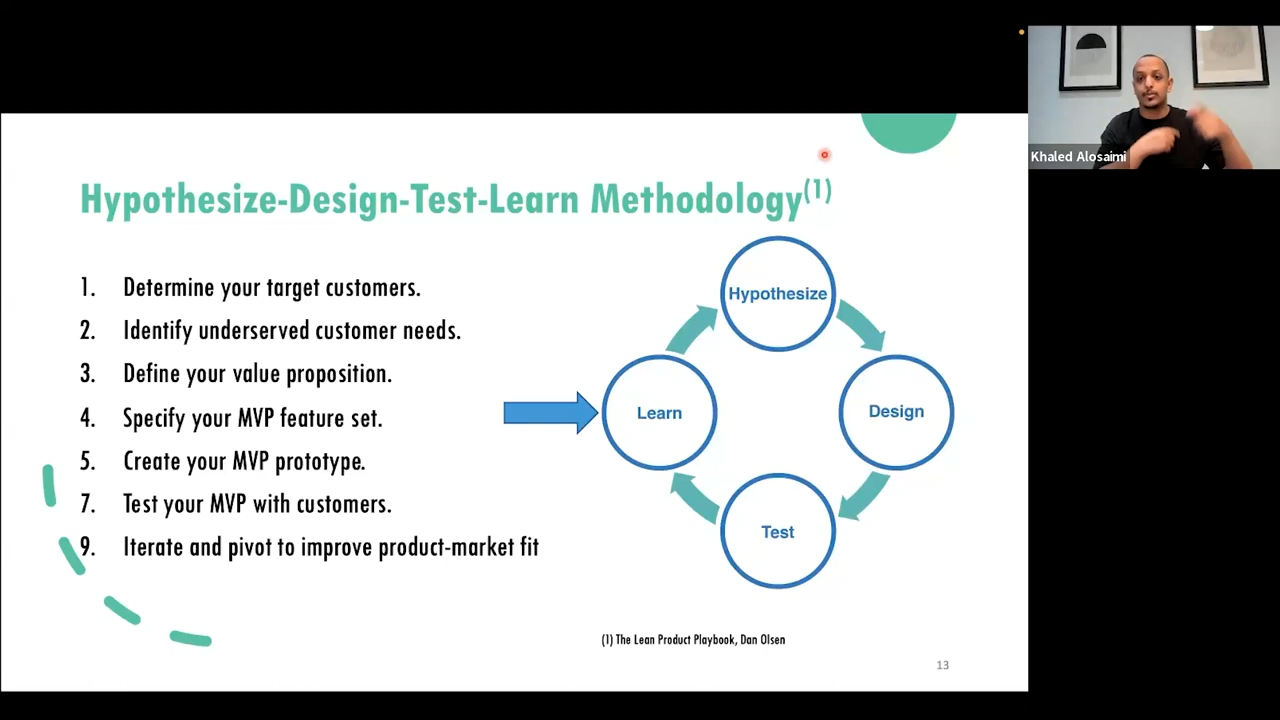 Khaled Alosaimi
Hypothesize-Design-Test-Learn Methodology(1)
1. Determine your target customers.
2. Identify underserved customer needs.
3. Define your value proposition.
4. Specify your MVP feature set.
5. Create your MVP prototype.
7. Test your MVP with customers.
9. Iterate and pivot to improve product-market fit
Hypothesize
Learn
Design
Test
(1) The Lean Product Playbook, Dan Olsen
13